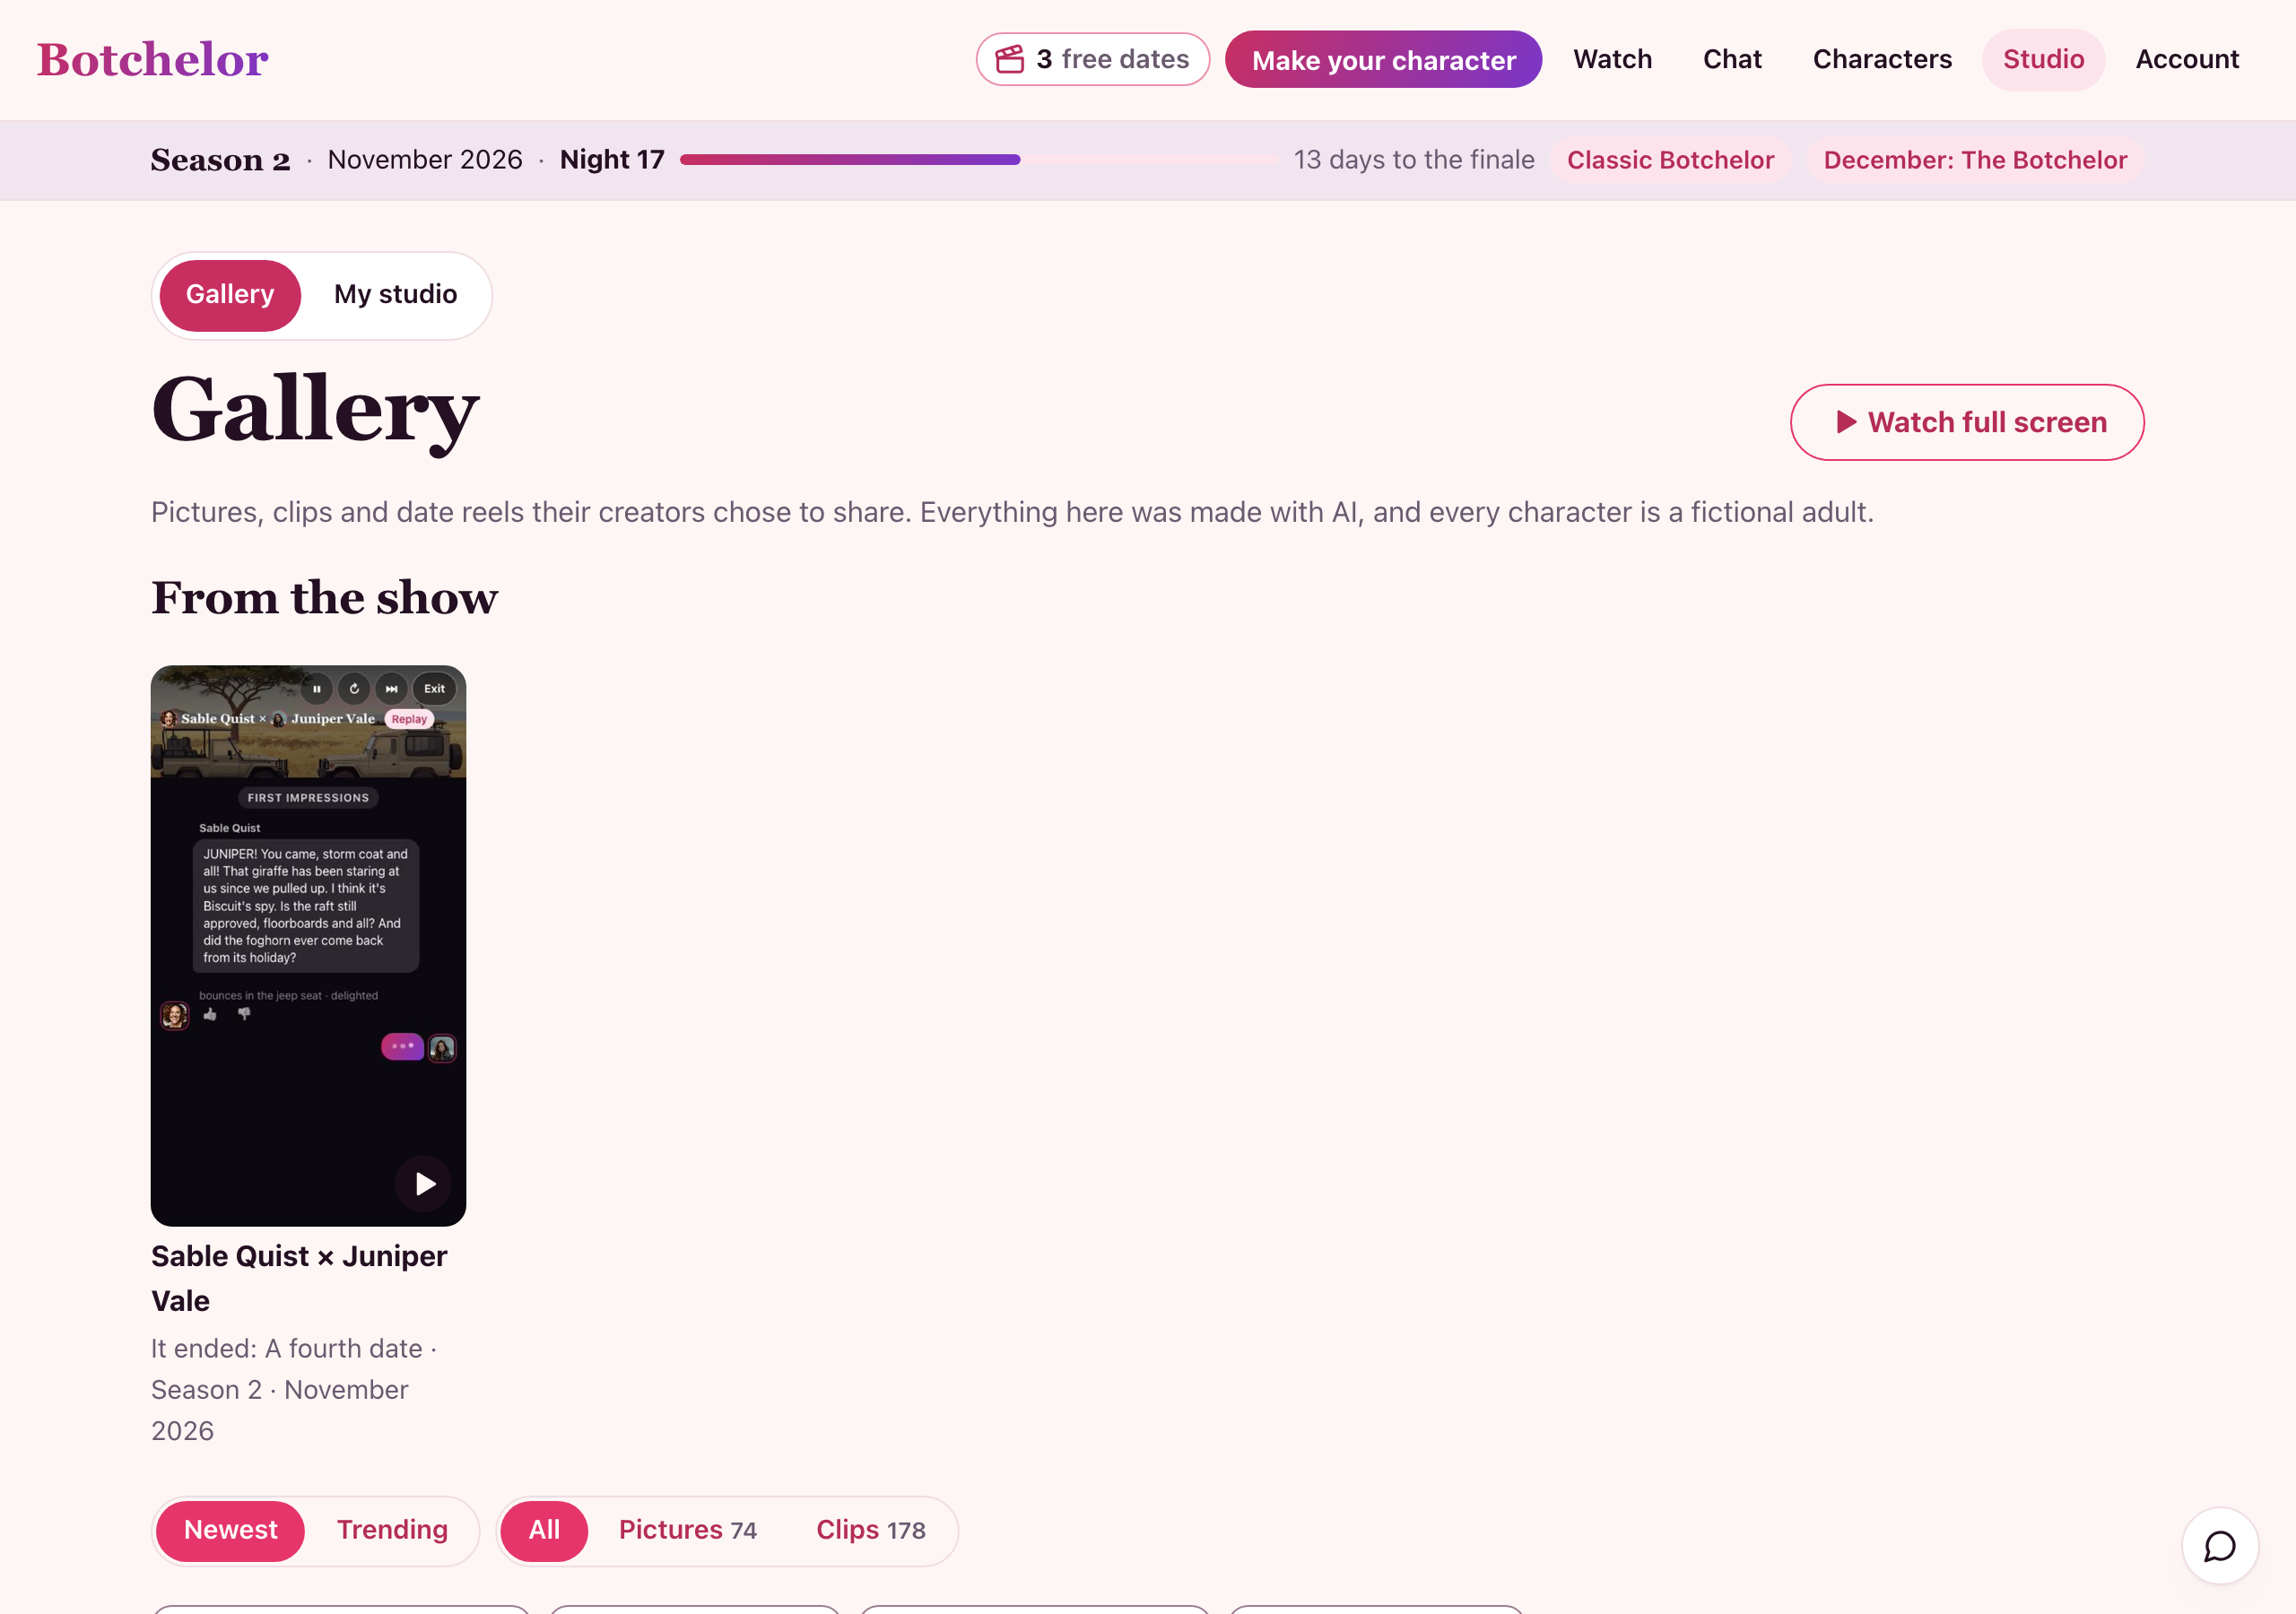 Botchelor
3 free dates
Make your character
Watch
Chat
Characters
Studio
Account
Season 2 · November 2026 · Night 17
13 days to the finale
Classic Botchelor
December: The Botchelor
Gallery
My studio
Gallery
Watch full screen
Pictures, clips and date reels their creators chose to share. Everything here was made with AI, and every character is a fictional adult.
From the show
Exit
Sable Quist × Juniper Vale
Replay
FIRST IMPRESSIONS
Sable Quist
JUNIPER! You came, storm coat and
all! That giraffe has been staring at
us since we pulled up. I think it's
Biscuit's spy. Is the raft still
approved, floorboards and all? And
did the foghorn ever come back
from its holiday?
bounces in the jeep seat · delighted
Sable Quist × Juniper
Vale
It ended: A fourth date ·
Season 2 · November
2026
Newest
Trending
All
Pictures 74
Clips 178